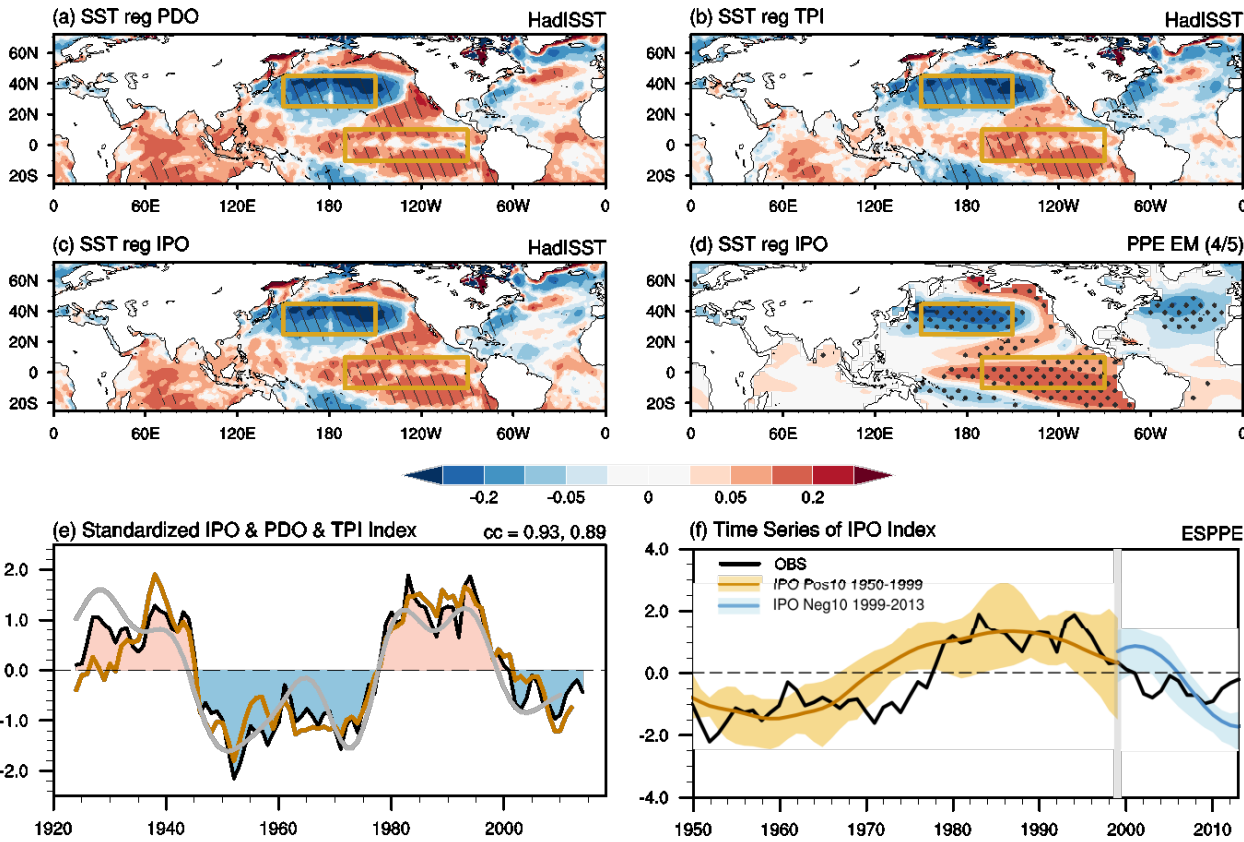 (a) SST reg PDO HadISST
(b) SST reg TPI HadISST
60N
40N
20N
0
20S
0 60E 120E 180 120W 60W 0
60N
40N
20N
0
20S
0 60E 120E 180 120W 60W 0
(c) SST reg IPO HadISST
(d) SST reg IPO PPE EM (4/5)
60N
40N
20N
0
20S
0 60E 120E 180 120W 60W 0
60N
40N
20N
0
20S
0 60E 120E 180 120W 60W 0
-0.2 -0.05 0 0.05 0.2
(e) Standardized IPO & PDO & TPI Index cc = 0.93, 0.89
2.0
1.0
0.0
-1.0
-2.0
1920 1940 1960 1980 2000
(f) Time Series of IPO Index ESPPE
4.0
2.0
0.0
-2.0
-4.0
OBS
IPO Pos10 1950-1999
IPO Neg10 1999-2013
1950 1960 1970 1980 1990 2000 2010